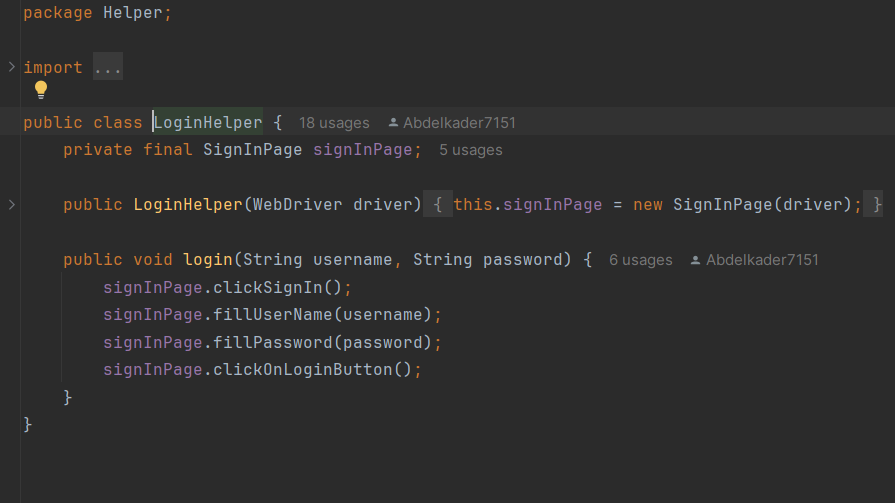 package Helper;
import ...
public class LoginHelper { 18 usages Abdelkader7151
private final SignInPage signInPage; 5 usages
public LoginHelper(WebDriver driver) { this.signInPage = new SignInPage(driver); }
public void login(String username, String password) { 6 usages Abdelkader7151
signInPage.clickSignIn();
signInPage.fillUserName(username);
signInPage.fillPassword(password);
signInPage.clickOnLoginButton();
}
}